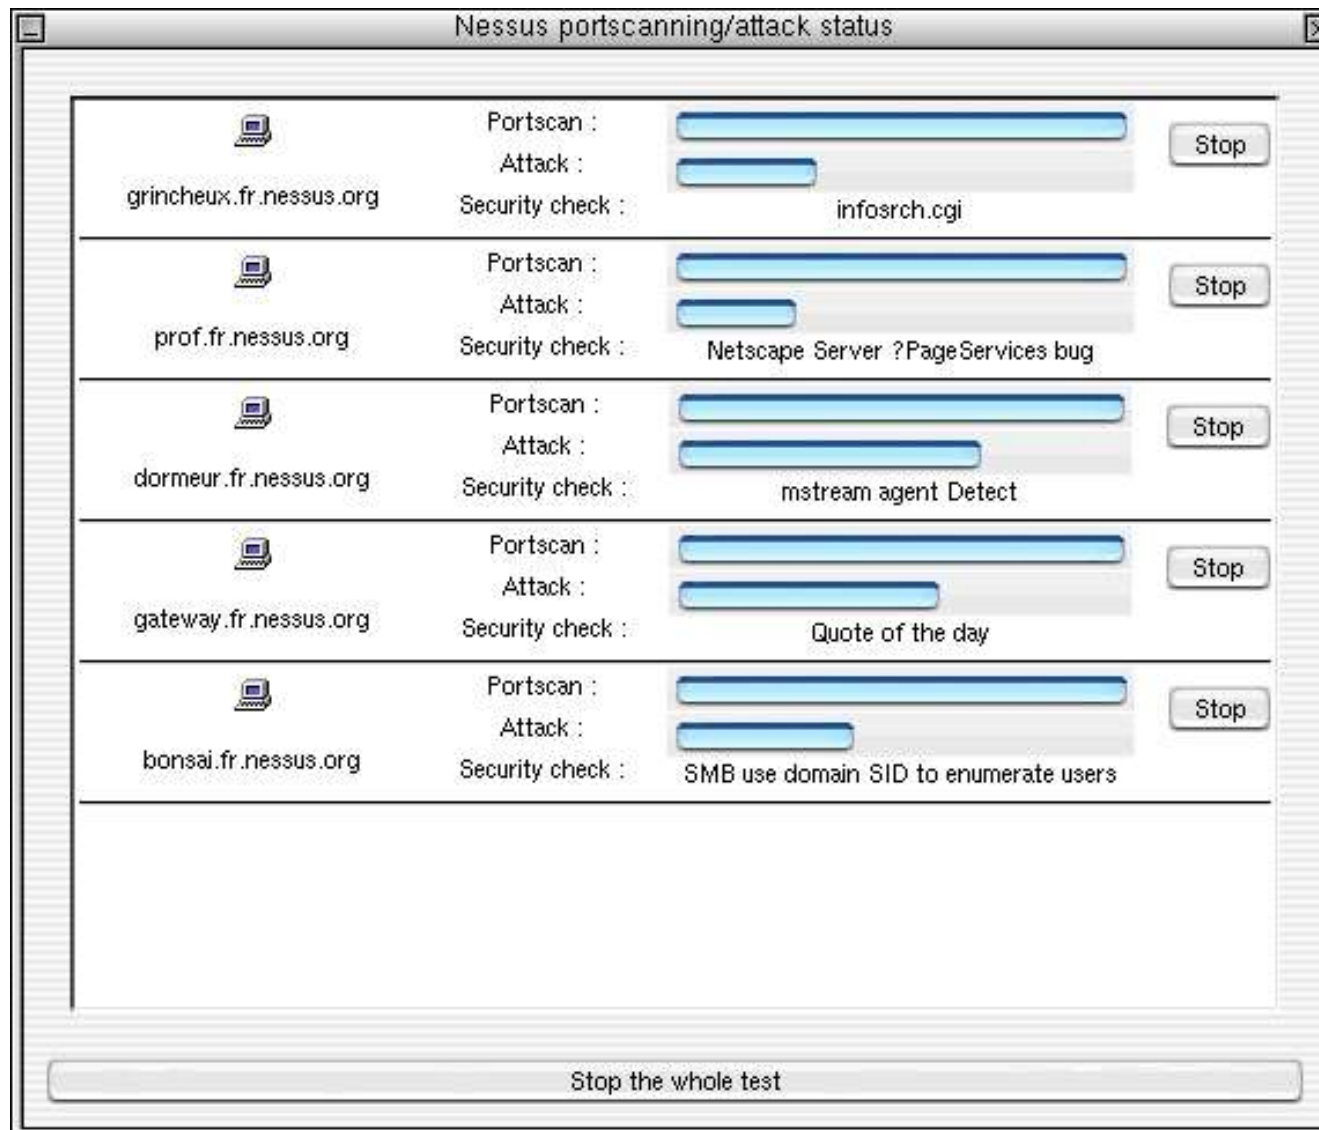 Nessus portscanning/attack status
Portscan :
Attack :
Security check :
grincheux.fr.nessus.org
infosrch.cgi
Stop
Portscan :
Attack :
Security check :
prof.fr.nessus.org
Netscape Server ?PageServices bug
Stop
Portscan :
Attack :
Security check :
dormeur.fr.nessus.org
mstream agent Detect
Stop
Portscan :
Attack :
Security check :
gateway.fr.nessus.org
Quote of the day
Stop
Portscan :
Attack :
Security check :
bonsai.fr.nessus.org
SMB use domain SID to enumerate users
Stop
Stop the whole test